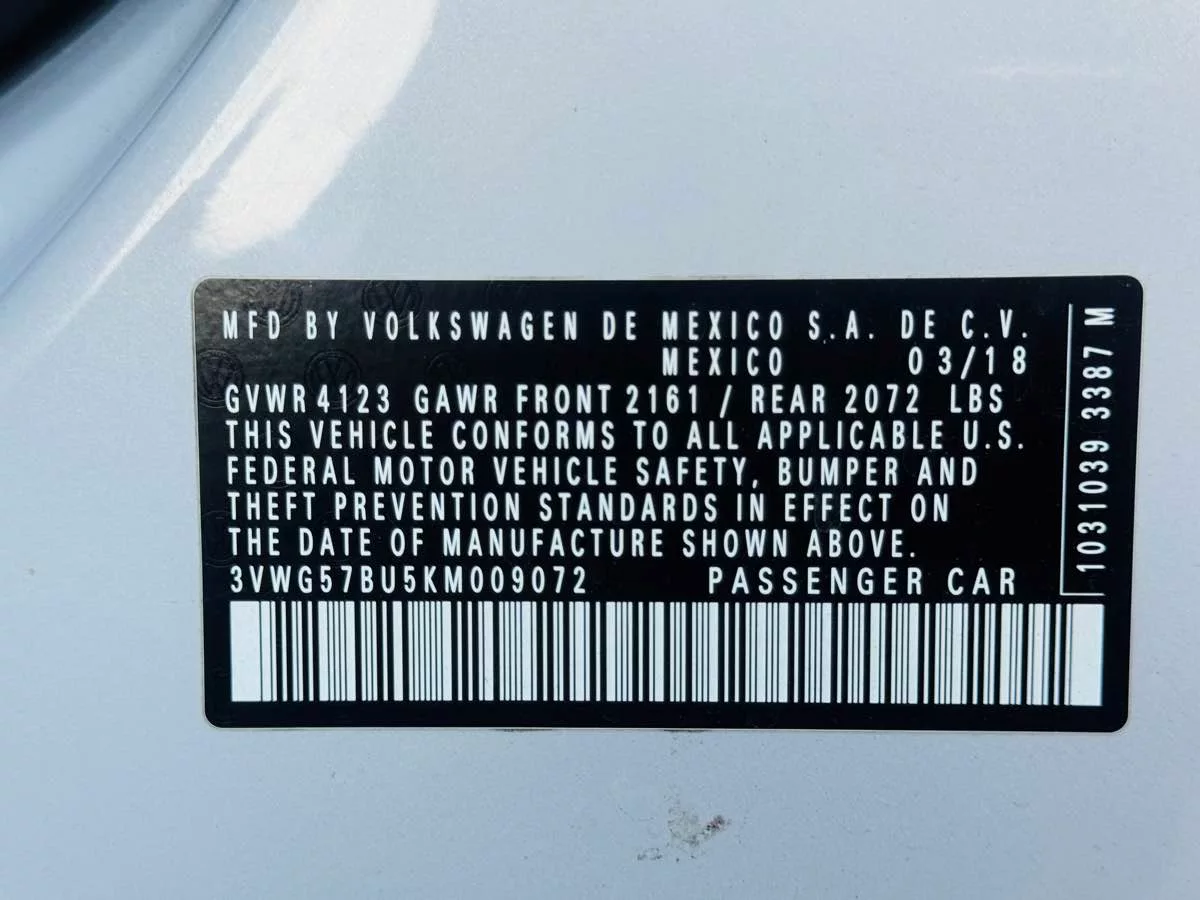 MFD BY VOLKSWAGEN DE MEXICO S.A. DE C.V.
MEXICO 03/18
GVWR 4123 GAWR FRONT 2161 / REAR 2072 LBS
THIS VEHICLE CONFORMS TO ALL APPLICABLE U.S.
FEDERAL MOTOR VEHICLE SAFETY, BUMPER AND
THEFT PREVENTION STANDARDS IN EFFECT ON
THE DATE OF MANUFACTURE SHOWN ABOVE.
3VWG57BU5KM009072 PASSENGER CAR
1031039 3387 M